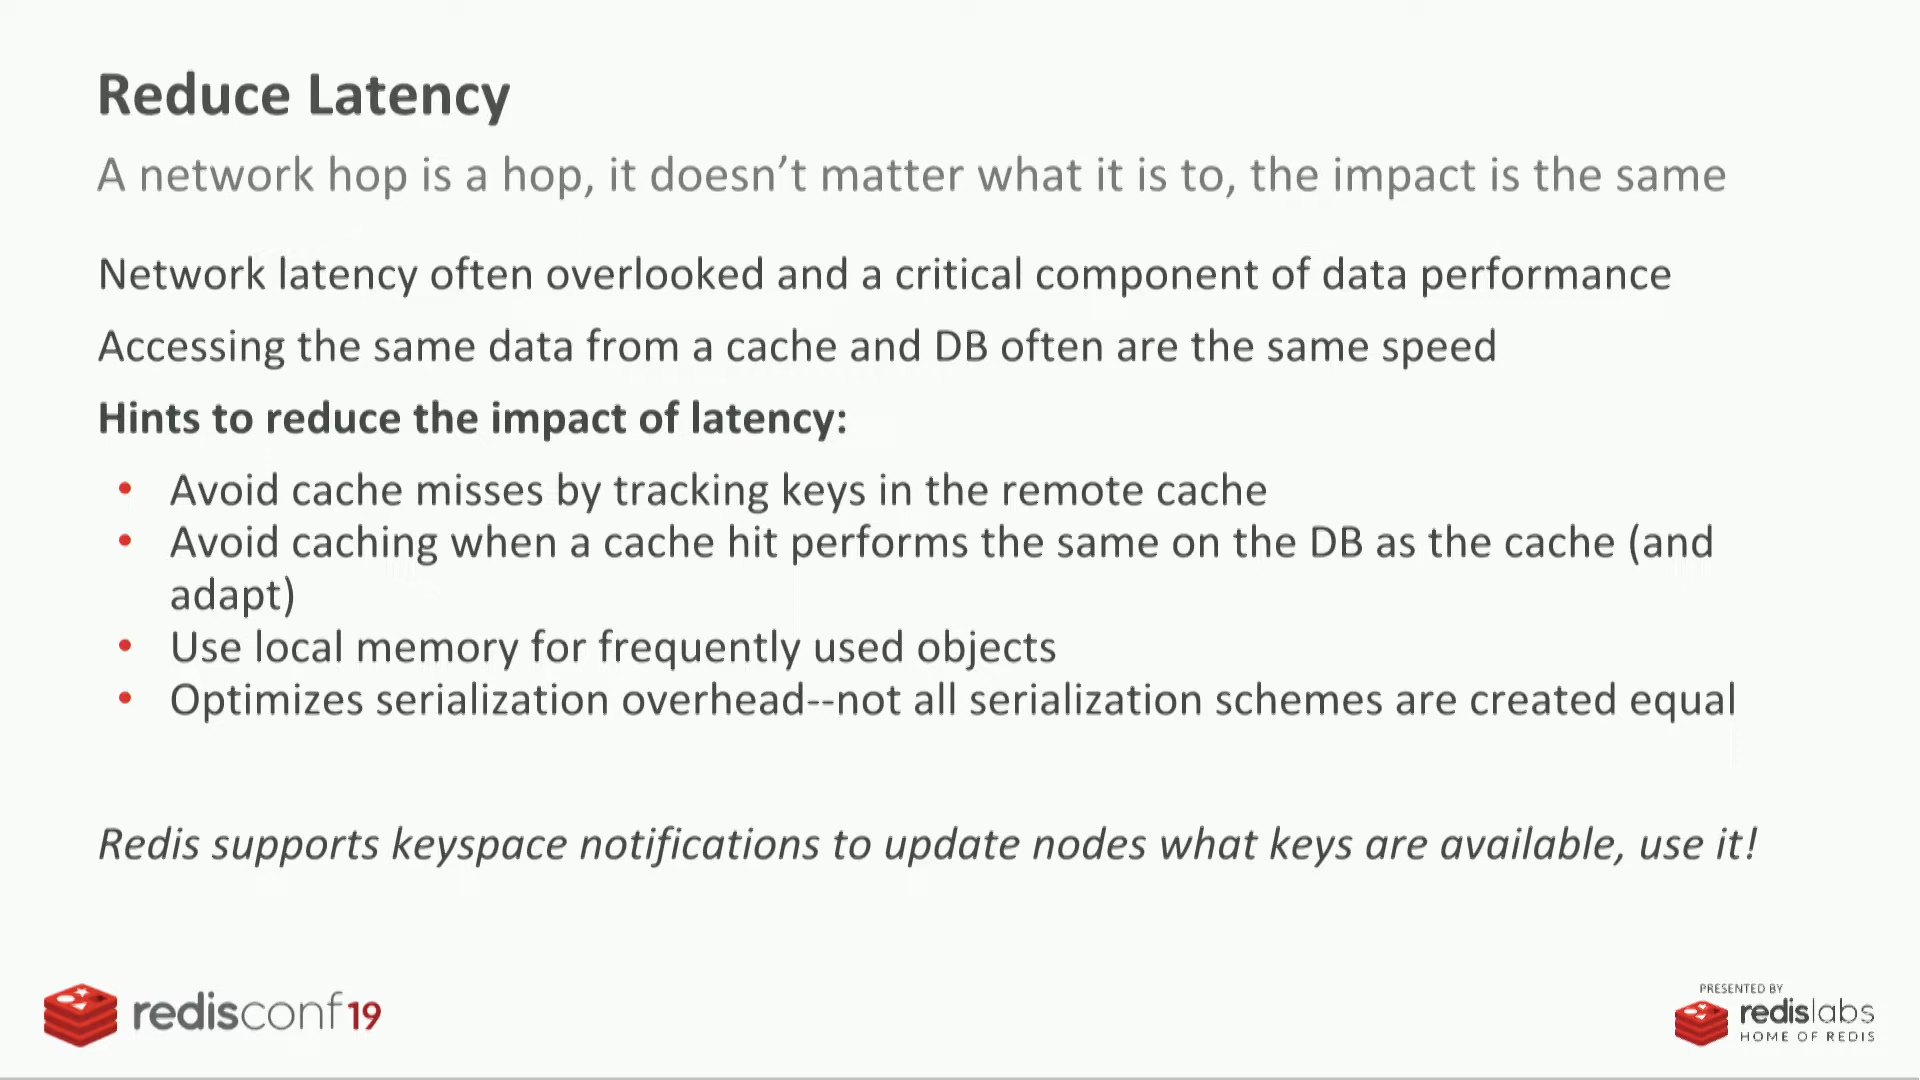 Reduce Latency
A network hop is a hop, it doesn’t matter what it is to, the impact is the same
Network latency often overlooked and a critical component of data performance
Accessing the same data from a cache and DB often are the same speed
Hints to reduce the impact of latency:
• Avoid cache misses by tracking keys in the remote cache
• Avoid caching when a cache hit performs the same on the DB as the cache (and
adapt)
• Use local memory for frequently used objects
• Optimizes serialization overhead--not all serialization schemes are created equal
Redis supports keyspace notifications to update nodes what keys are available, use it!
redisconf19
PRESENTED BY
redislabs
HOME OF REDIS